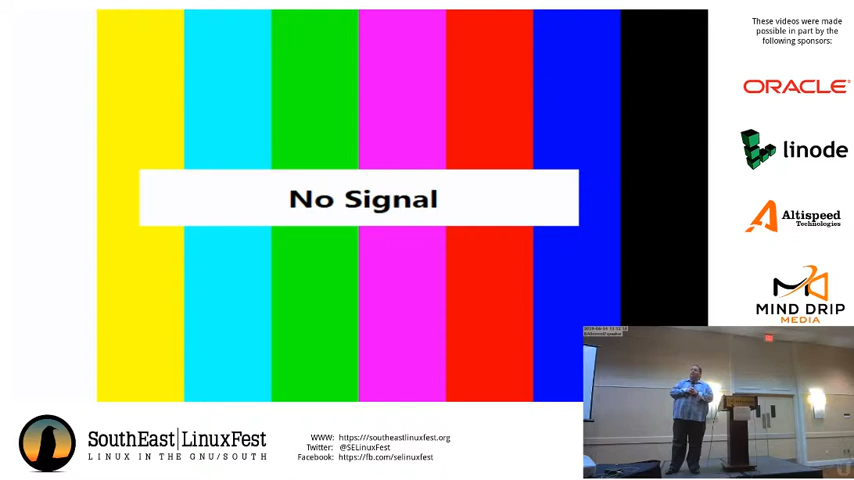 These videos were made
possible in part by the
following sponsors:
ORACLE
linode
Altispeed
Technologies
No Signal
MIND DRIP
MEDIA
SouthEast|LinuxFest
LINUX IN THE GNU/SOUTH
WWW: https://southeastlinuxfest.org
Twitter: @SELinuxFest
Facebook: https://fb.com/selinuxfest